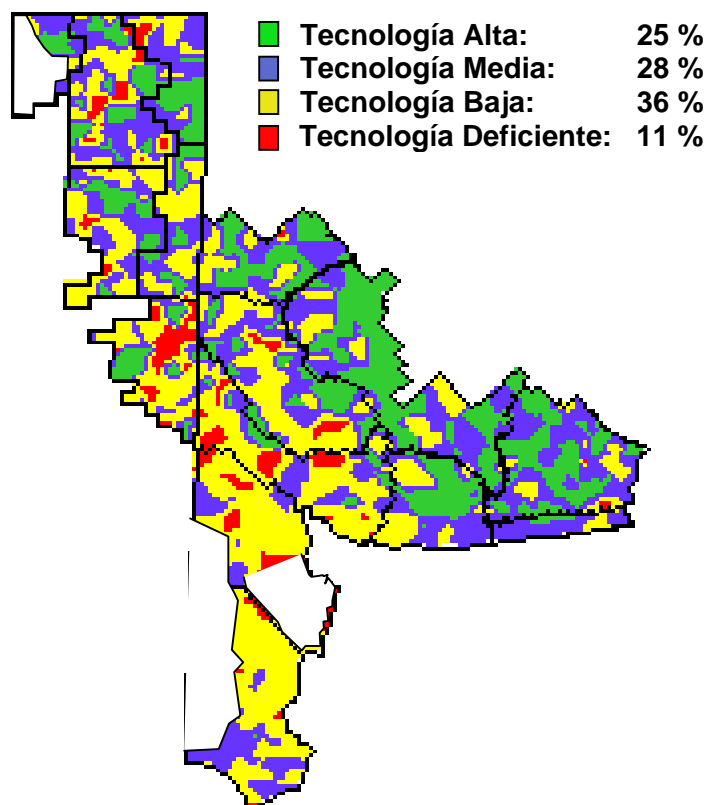 Tecnología Alta: 25 %
Tecnología Media: 28 %
Tecnología Baja: 36 %
Tecnología Deficiente: 11 %